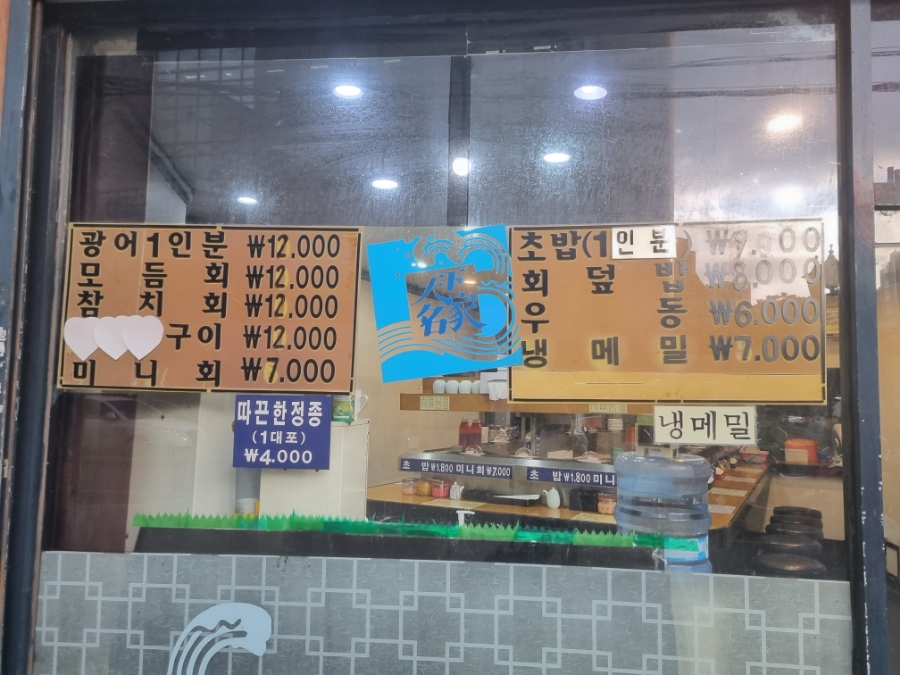 광어1인분 ₩12,000
모듬회 ₩12,000
참치회 ₩12,000
구이 ₩12,000
미니회 ₩7.000
초밥(1인분) ₩9,000
회덮밥 ₩8,000
우동 ₩6,000
냉메밀 ₩7,000
따끈한정종
(1대포)
₩4.000
냉메밀
초밥₩1.800 미니회₩7,000
초밥₩1.800 미니